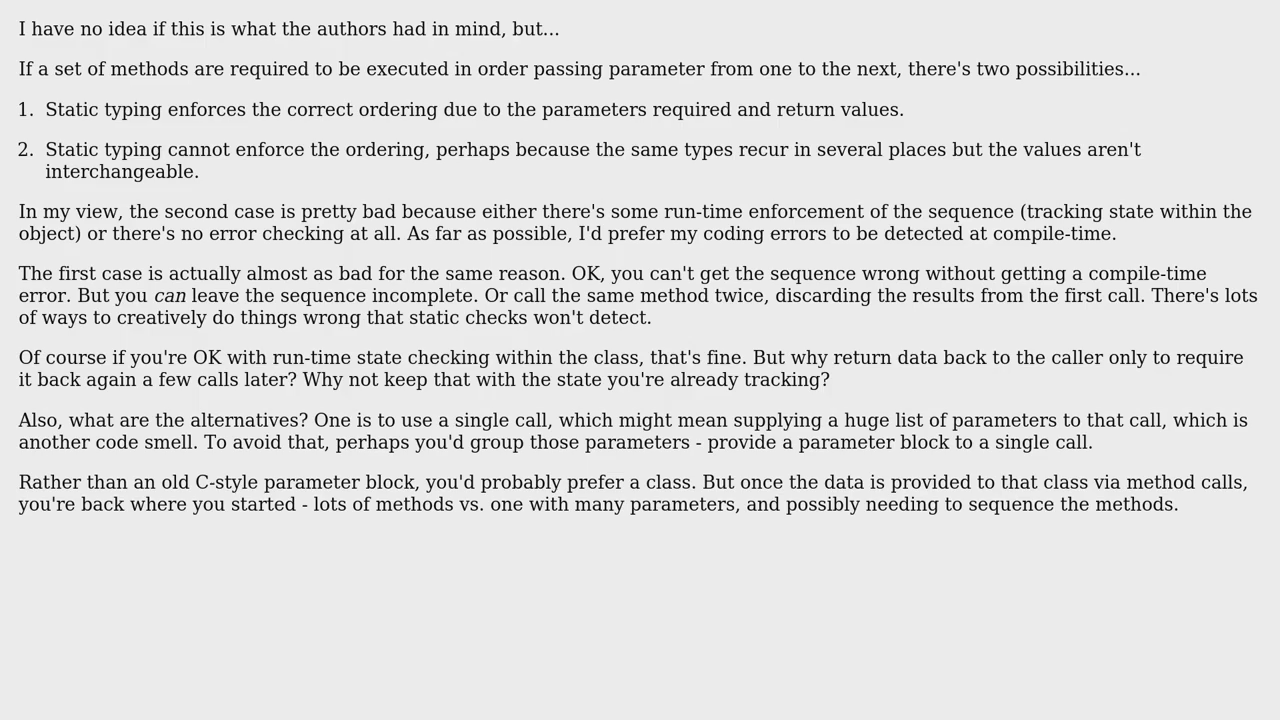 I have no idea if this is what the authors had in mind, but...
If a set of methods are required to be executed in order passing parameter from one to the next, there's two possibilities...
1. Static typing enforces the correct ordering due to the parameters required and return values.
2. Static typing cannot enforce the ordering, perhaps because the same types recur in several places but the values aren't
interchangeable.
In my view, the second case is pretty bad because either there's some run-time enforcement of the sequence (tracking state within the
object) or there's no error checking at all. As far as possible, I'd prefer my coding errors to be detected at compile-time.
The first case is actually almost as bad for the same reason. OK, you can't get the sequence wrong without getting a compile-time
error. But you can leave the sequence incomplete. Or call the same method twice, discarding the results from the first call. There's lots
of ways to creatively do things wrong that static checks won't detect.
Of course if you're OK with run-time state checking within the class, that's fine. But why return data back to the caller only to require
it back again a few calls later? Why not keep that with the state you're already tracking?
Also, what are the alternatives? One is to use a single call, which might mean supplying a huge list of parameters to that call, which is
another code smell. To avoid that, perhaps you'd group those parameters - provide a parameter block to a single call.
Rather than an old C-style parameter block, you'd probably prefer a class. But once the data is provided to that class via method calls,
you're back where you started - lots of methods vs. one with many parameters, and possibly needing to sequence the methods.